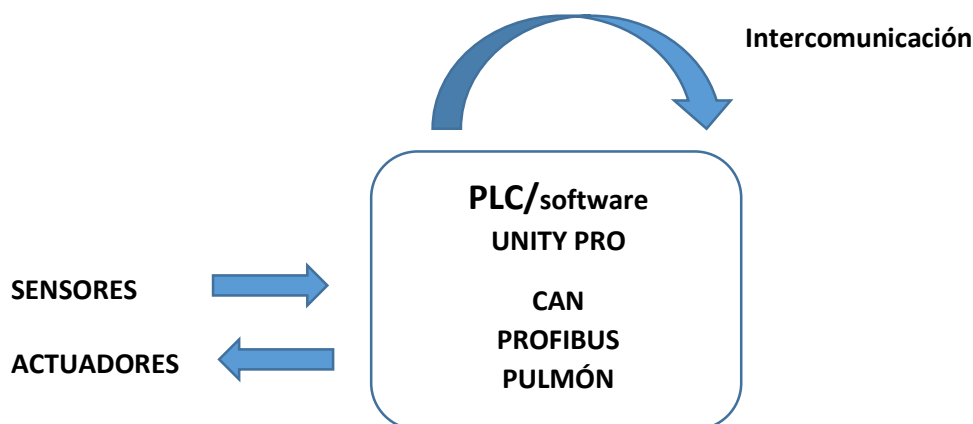 Intercomunicación
PLC/software
UNITY PRO
SENSORES
CAN
PROFIBUS
ACTUADORES
PULMÓN